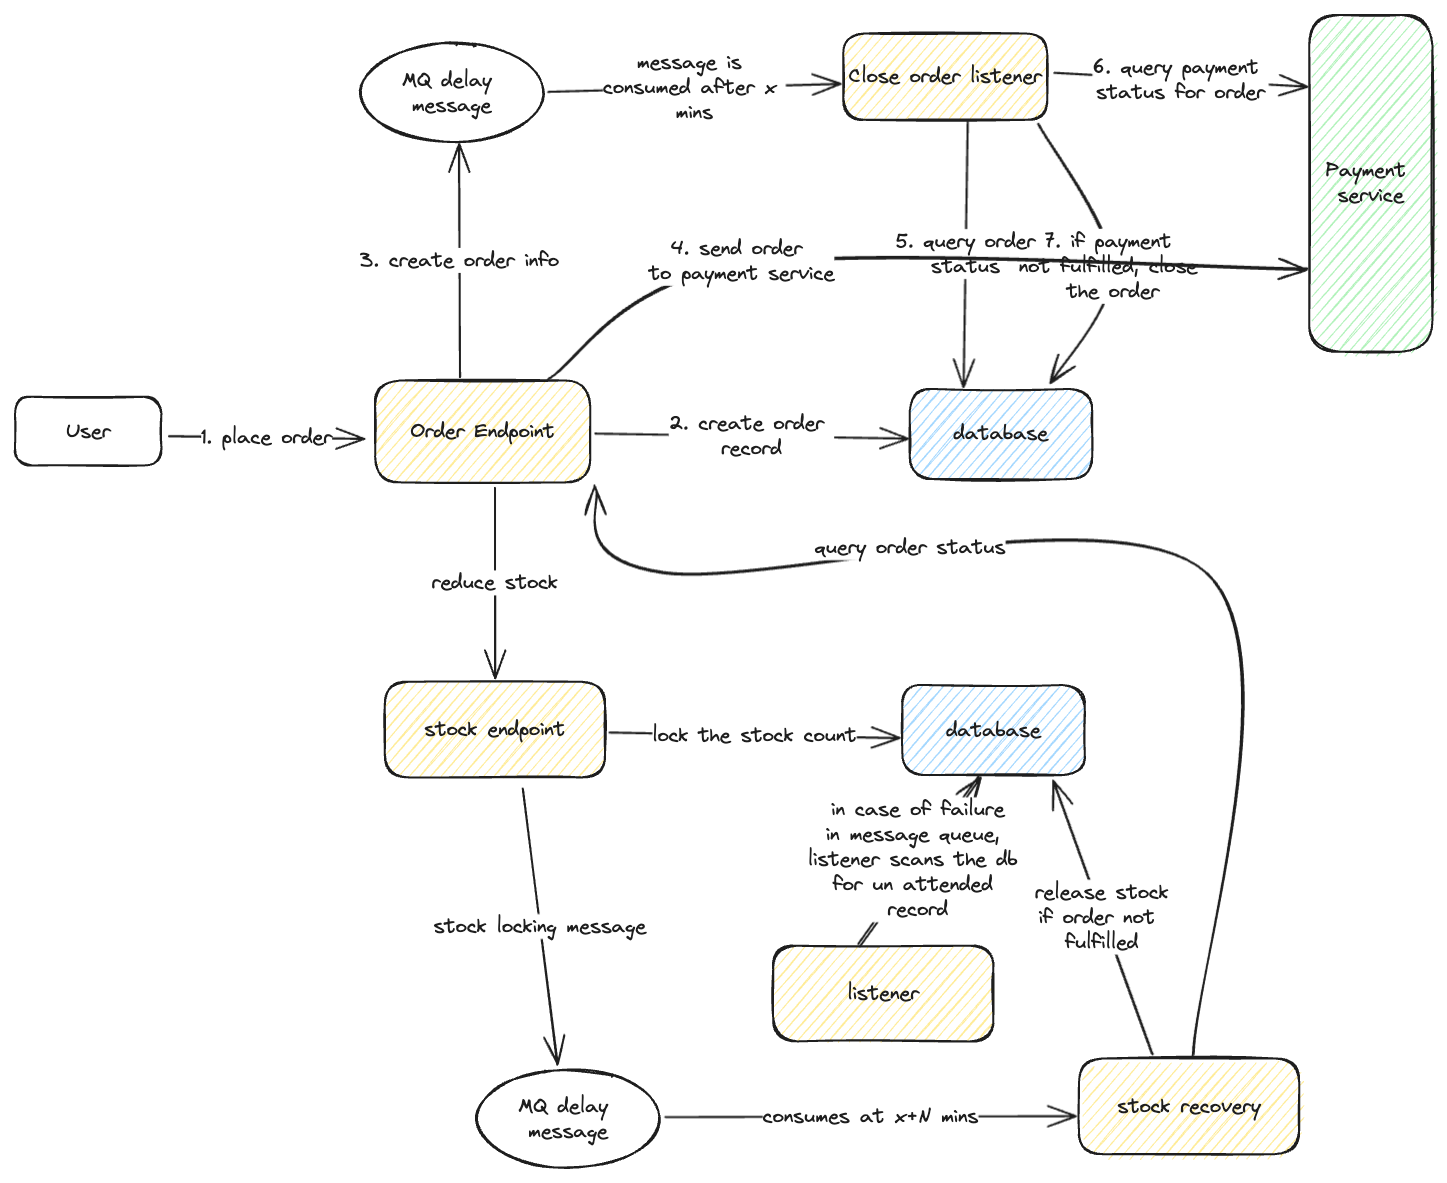 MQ delay
message
message is
consumed after x
mins
Close order listener
6. query payment
status for order
Payment
service
3. create order info
4. send order
to payment service
5. query order
status
7. if payment
not fulfilled, close
the order
User
1. place order
Order Endpoint
2. create order
record
database
query order status
reduce stock
stock endpoint
lock the stock count
database
in case of failure
in message queue,
listener scans the db
for un attended
record
release stock
if order not
fulfilled
stock locking message
listener
MQ delay
message
consumes at x+N mins
stock recovery